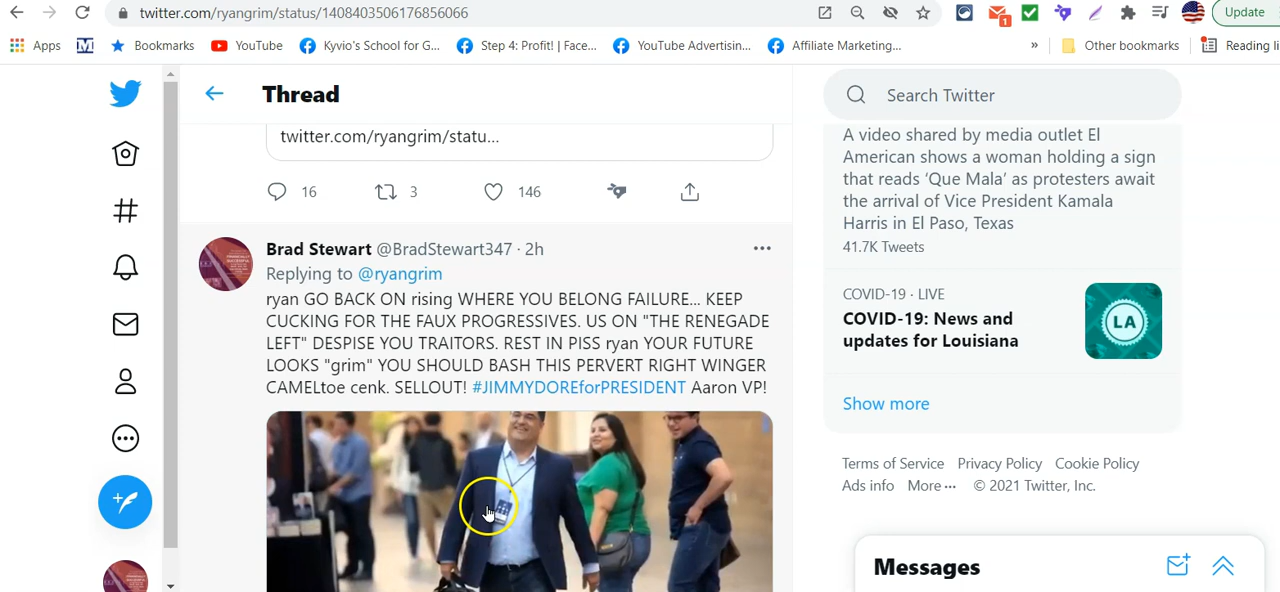 twitter.com/ryangrim/status/1408403506176856066
1
Update
Apps
M
Bookmarks
YouTube
Kyvio's School for G...
Step 4: Profit! | Face...
YouTube Advertisin...
Affiliate Marketing...
»
Other bookmarks
Reading li
Thread
Search Twitter
twitter.com/ryangrim/statu...
16
3
146
Brad Stewart @BradStewart347 · 2h
Replying to @ryangrim
ryan GO BACK ON rising WHERE YOU BELONG FAILURE... KEEP
CUCKING FOR THE FAUX PROGRESSIVES. US ON "THE RENEGADE
LEFT" DESPISE YOU TRAITORS. REST IN PISS ryan YOUR FUTURE
LOOKS "grim" YOU SHOULD BASH THIS PERVERT RIGHT WINGER
CAMELtoe cenk. SELLOUT! #JIMMYDOREforPRESIDENT Aaron VP!
A video shared by media outlet El
American shows a woman holding a sign
that reads ‘Que Mala’ as protesters await
the arrival of Vice President Kamala
Harris in El Paso, Texas
41.7K Tweets
COVID-19 · LIVE
COVID-19: News and
updates for Louisiana
LA
Show more
Terms of Service Privacy Policy Cookie Policy
Ads info More ··· © 2021 Twitter, Inc.
Messages